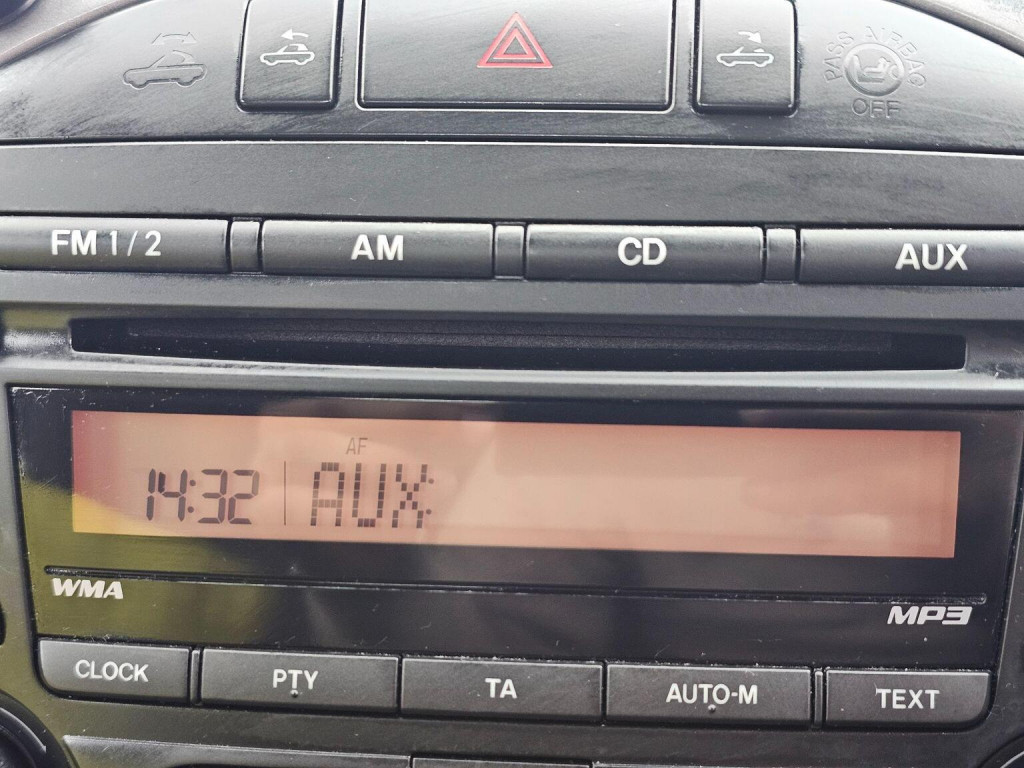 PASS AIRBAG
OFF
FM 1/2 AM CD AUX
AF
14:32 AUX
WMA
MP3
CLOCK PTY TA AUTO-M TEXT